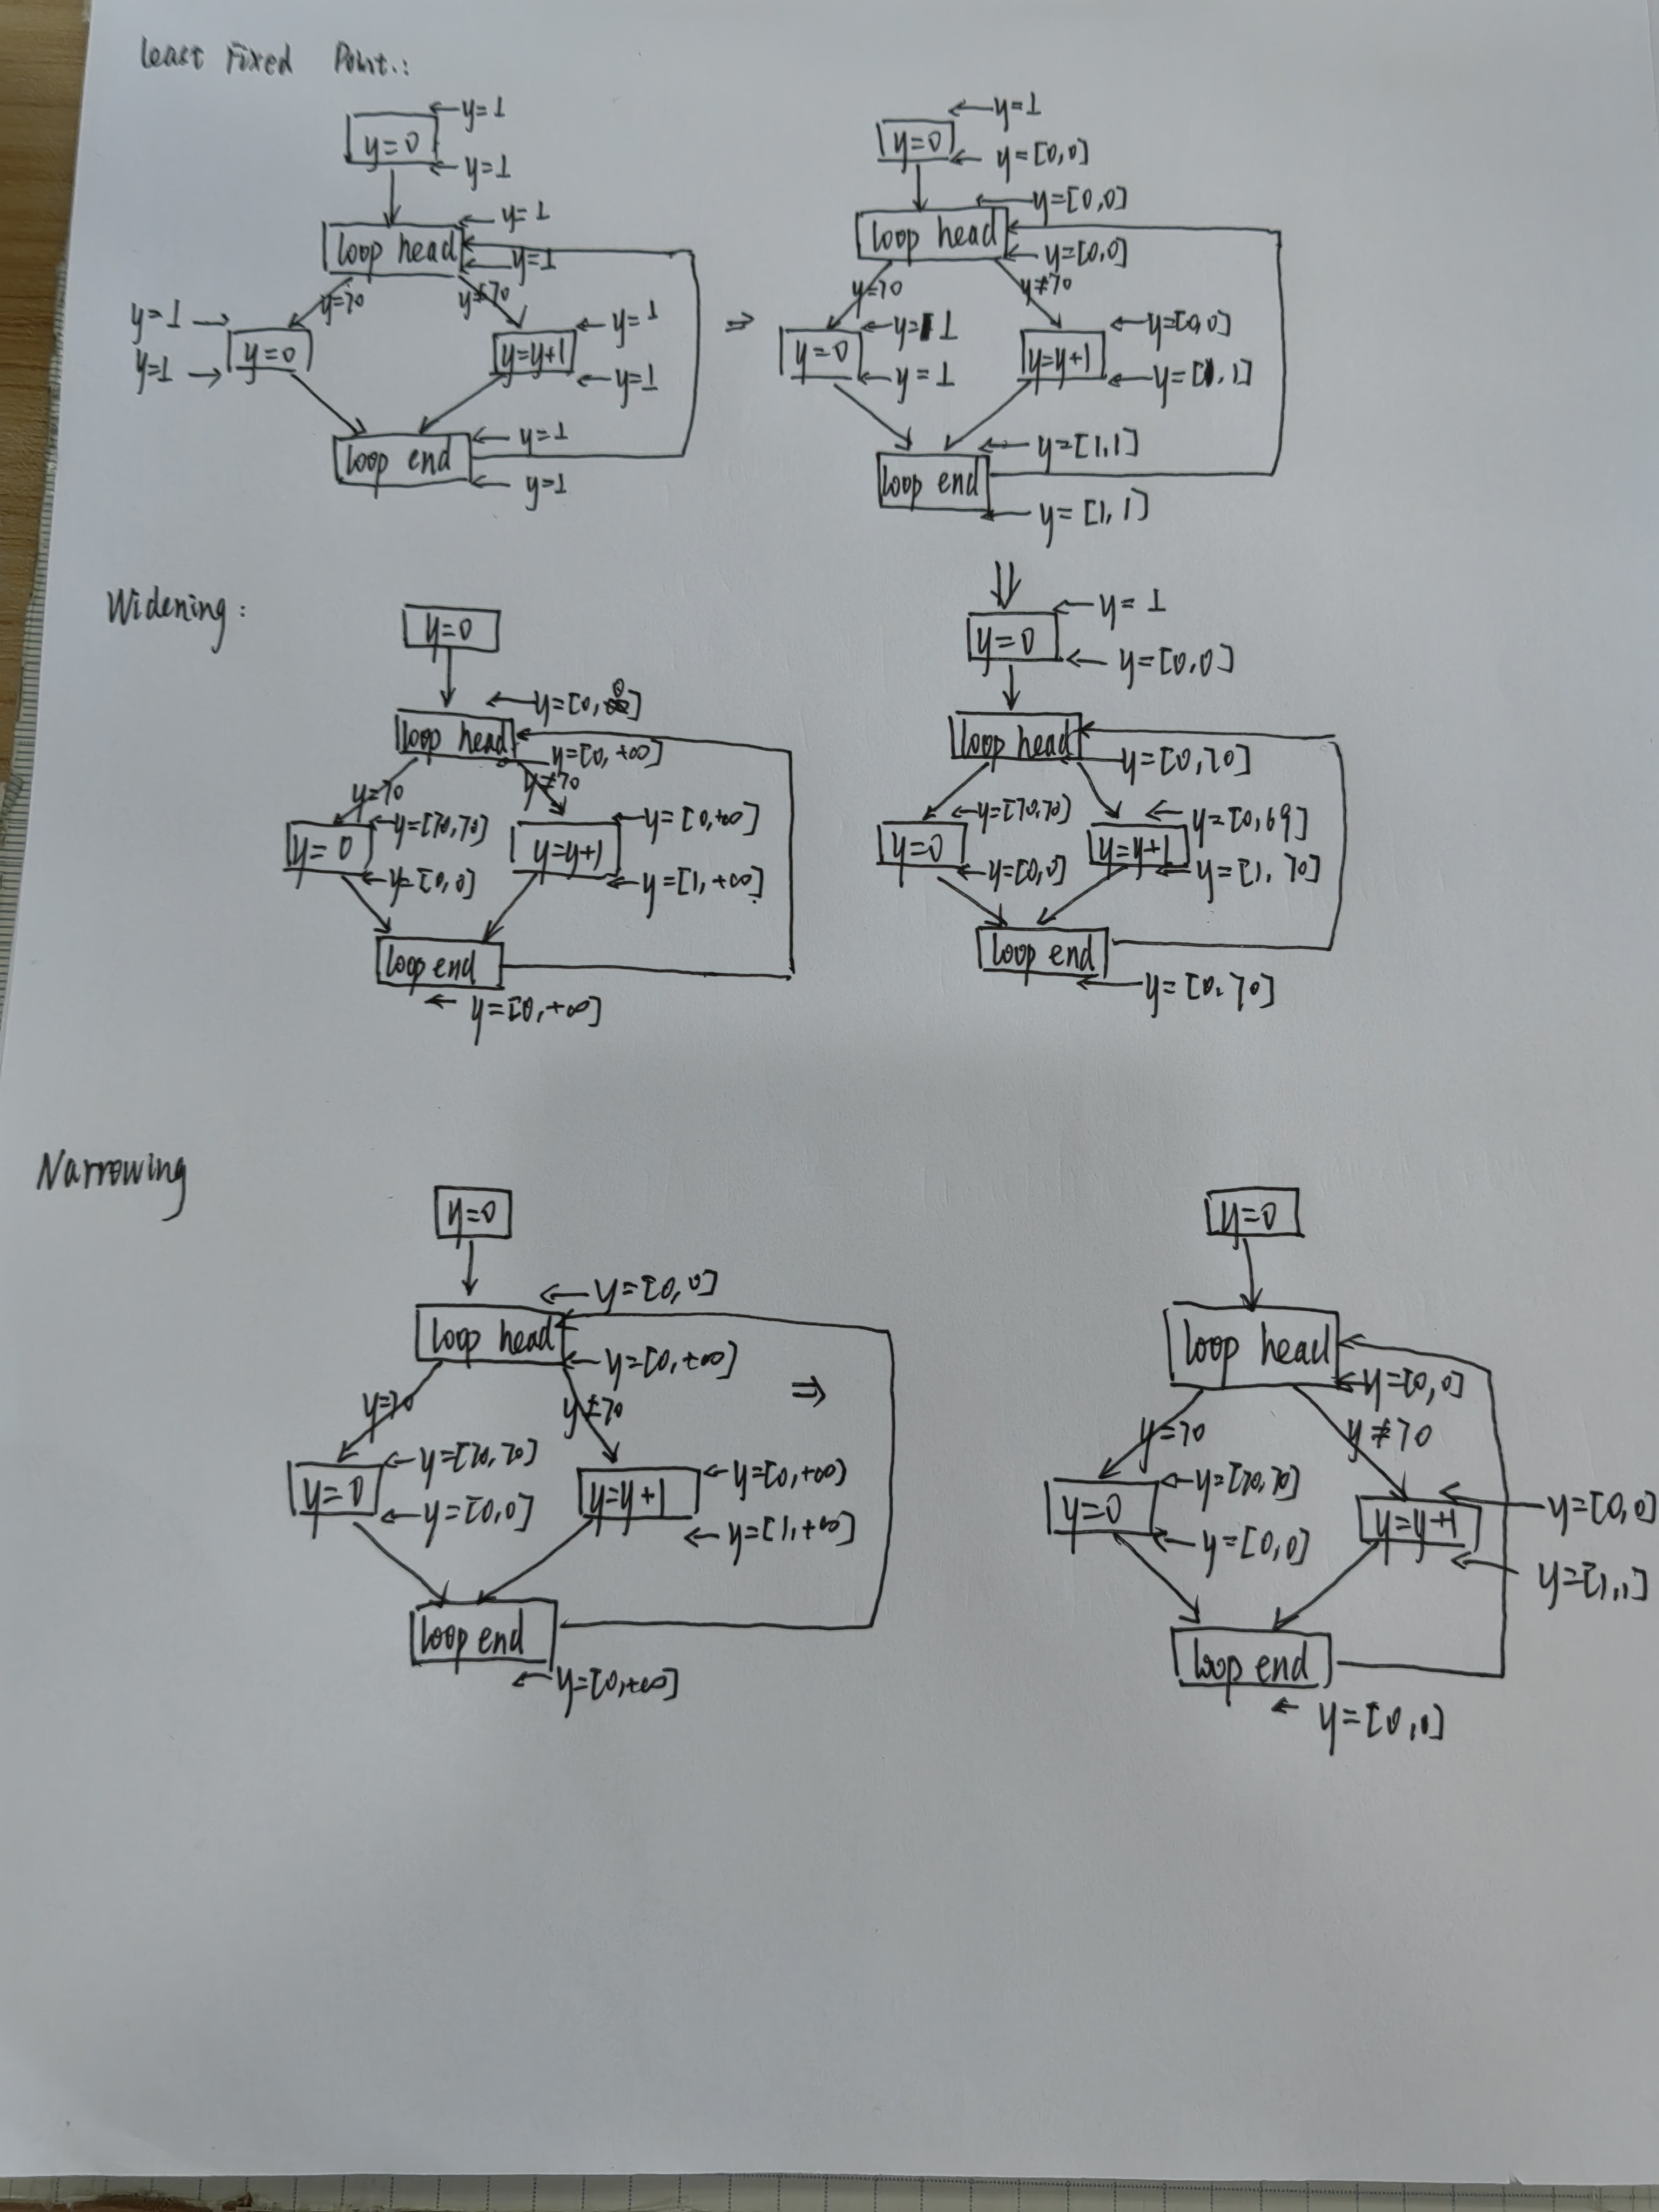 Least Fixed Point.:
y=⊥
y=0
y=⊥
y=⊥
loop head
y=⊥
y=70
y≠70
y=⊥
y=⊥
y=0
y=y+1
y=⊥
y=⊥
y=⊥
loop end
y=⊥
⇒
y=⊥
y=0
y=[0,0]
y=[0,0]
loop head
y=[0,0]
y=70
y≠70
y=⊥
y=[0,0]
y=0
y=y+1
y=⊥
y=[1,1]
y=[1,1]
loop end
y=[1,1]
⇓
y=⊥
y=0
y=[0,0]
loop head
y=[0,70]
y=[70,70]
y=[0,69]
y=0
y=y+1
y=[0,0]
y=[1,70]
loop end
y=[0,70]
Widening:
y=0
y=[0,0]
loop head
y=[0,+∞]
y=70
y≠70
y=[70,70]
y=[0,+∞]
y=0
y=y+1
y=[0,0]
y=[1,+∞]
loop end
y=[0,+∞]
Narrowing
y=0
y=[0,0]
loop head
y=[0,+∞]
y=70
y≠70
y=[70,70]
y=[0,+∞)
y=0
y=y+1
y=[0,0]
y=[1,+∞)
loop end
y=[0,+∞]
⇒
y=0
loop head
y=[0,0]
y=70
y≠70
y=[70,70]
y=[0,0]
y=0
y=y+1
y=[0,0]
y=[1,1]
loop end
y=[0,0]